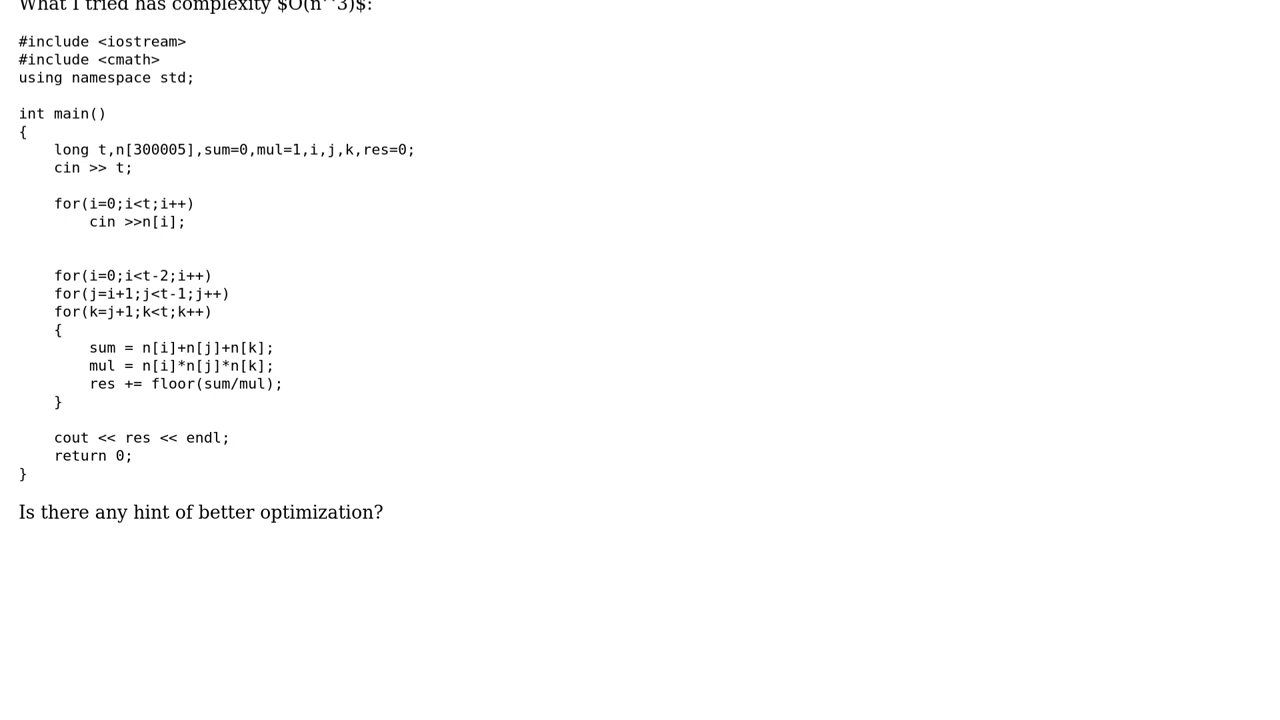 What I tried has complexity $O(n^^3)$:
#include <iostream>
#include <cmath>
using namespace std;
int main()
{
    long t,n[300005],sum=0,mul=1,i,j,k,res=0;
    cin >> t;
    for(i=0;i<t;i++)
        cin >>n[i];
    for(i=0;i<t-2;i++)
    for(j=i+1;j<t-1;j++)
    for(k=j+1;k<t;k++)
    {
        sum = n[i]+n[j]+n[k];
        mul = n[i]*n[j]*n[k];
        res += floor(sum/mul);
    }
    cout << res << endl;
    return 0;
}
Is there any hint of better optimization?